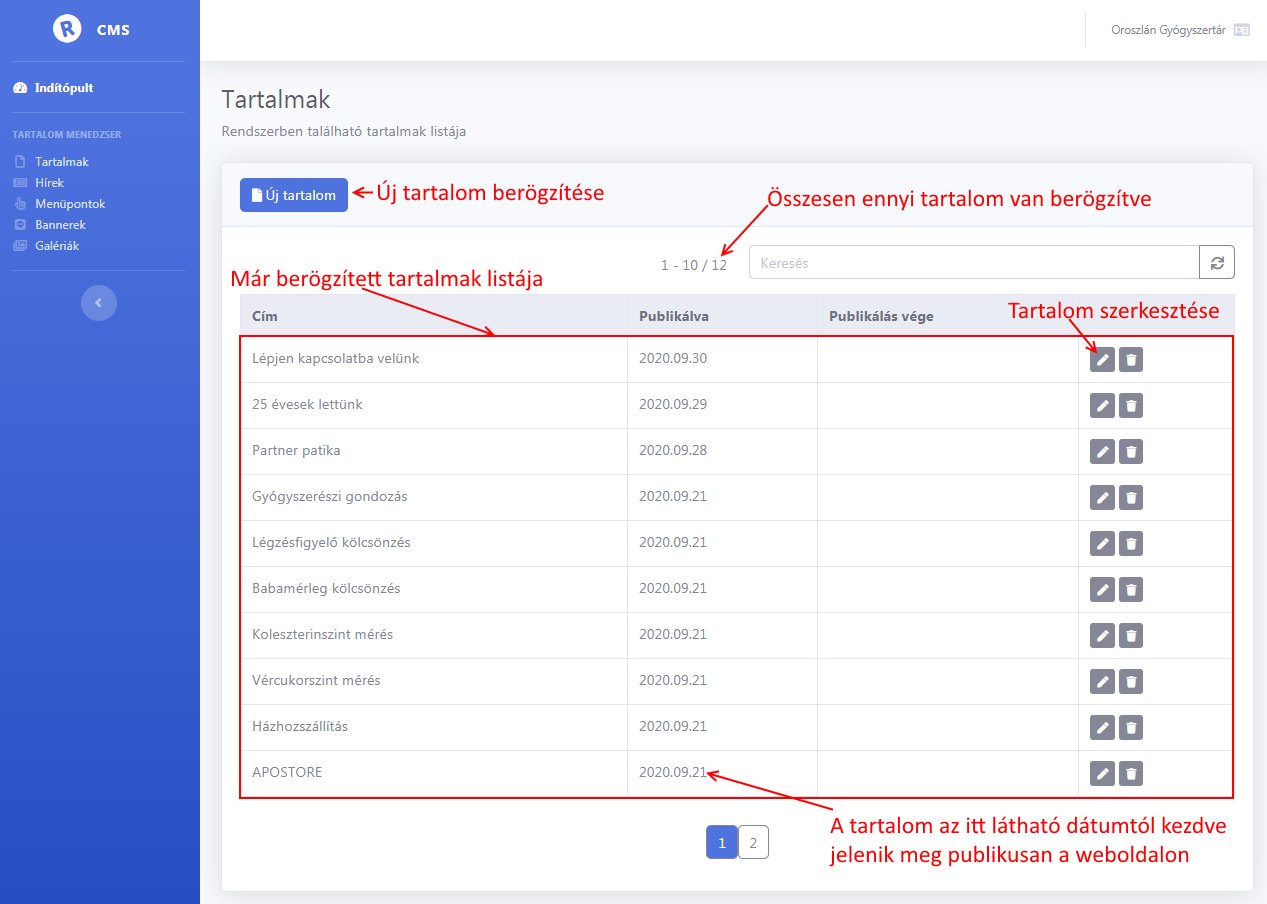 R CMS
Oroszlán Gyógyszertár
Indítópult
TARTALOM MENEDZSER
Tartalmak
Hírek
Menüpontok
Bannerek
Galériák
Tartalmak
Rendszerben található tartalmak listája
Új tartalom
Új tartalom berögzítése
Összesen ennyi tartalom van berögzítve
1 - 10 / 12
Keresés
Már berögzített tartalmak listája
Tartalom szerkesztése
Cím Publikálva Publikálás vége
Lépjen kapcsolatba velünk 2020.09.30
25 évesek lettünk 2020.09.29
Partner patika 2020.09.28
Gyógyszerészi gondozás 2020.09.21
Légzésfigyelő kölcsönzés 2020.09.21
Babamérleg kölcsönzés 2020.09.21
Koleszterinszint mérés 2020.09.21
Vércukorszint mérés 2020.09.21
Házhozszállítás 2020.09.21
APOSTORE 2020.09.21
A tartalom az itt látható dátumtól kezdve
jelenik meg publikusan a weboldalon
1 2